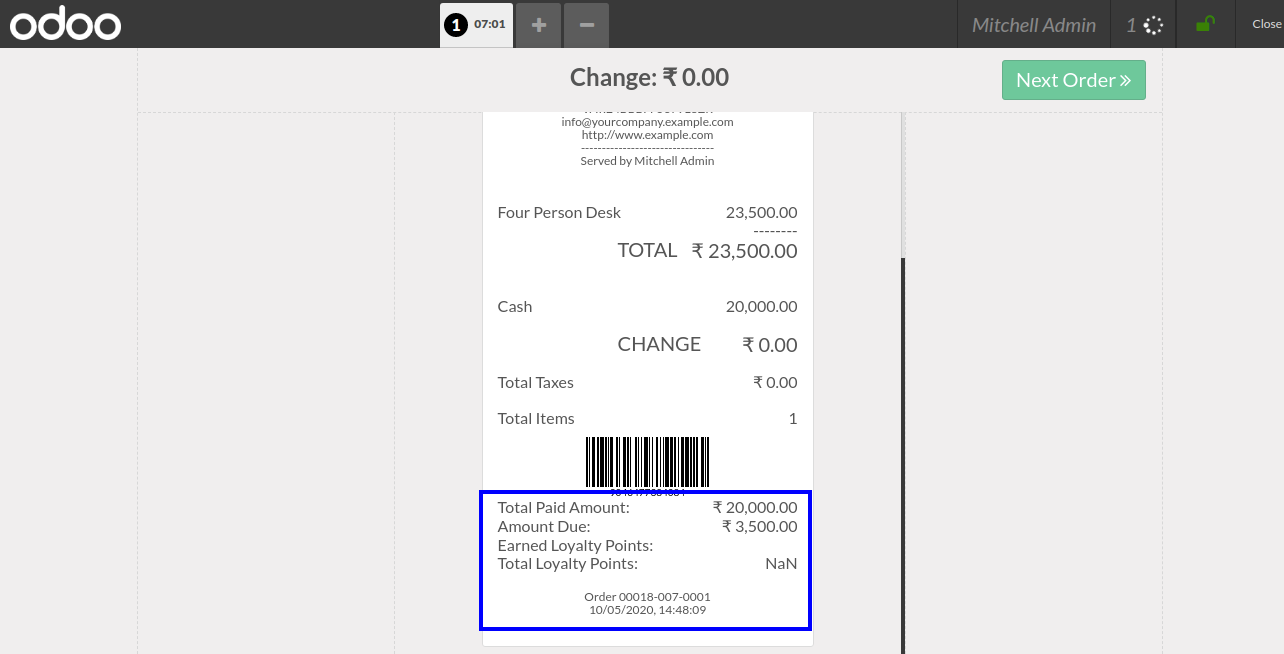 odoo
1 07:01 + −
Mitchell Admin
1
Close
Change: ₹ 0.00
Next Order »
info@yourcompany.example.com
http://www.example.com
--------------------------------
Served by Mitchell Admin
Four Person Desk 23,500.00
--------
TOTAL ₹ 23,500.00
Cash 20,000.00
CHANGE ₹ 0.00
Total Taxes ₹ 0.00
Total Items 1
Total Paid Amount: ₹ 20,000.00
Amount Due: ₹ 3,500.00
Earned Loyalty Points:
Total Loyalty Points: NaN
Order 00018-007-0001
10/05/2020, 14:48:09